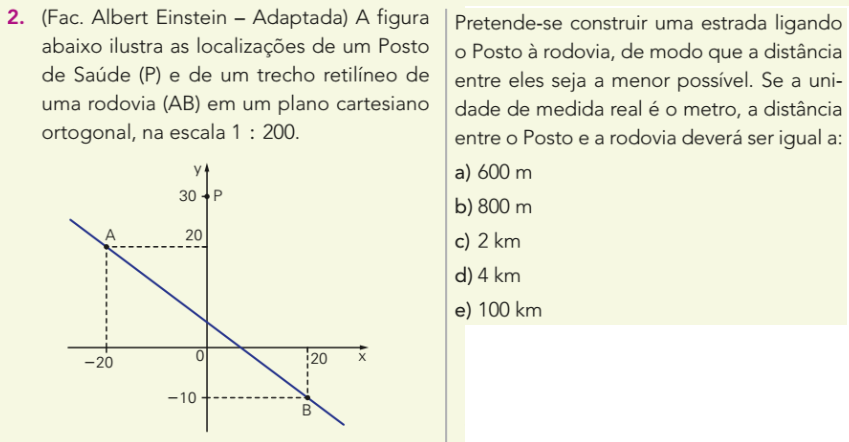 2. (Fac. Albert Einstein – Adaptada) A figura
abaixo ilustra as localizações de um Posto
de Saúde (P) e de um trecho retilíneo de
uma rodovia (AB) em um plano cartesiano
ortogonal, na escala 1 : 200.
y
30 P
A 20
−20 0 20 x
−10
B
Pretende-se construir uma estrada ligando
o Posto à rodovia, de modo que a distância
entre eles seja a menor possível. Se a uni-
dade de medida real é o metro, a distância
entre o Posto e a rodovia deverá ser igual a:
a) 600 m
b) 800 m
c) 2 km
d) 4 km
e) 100 km